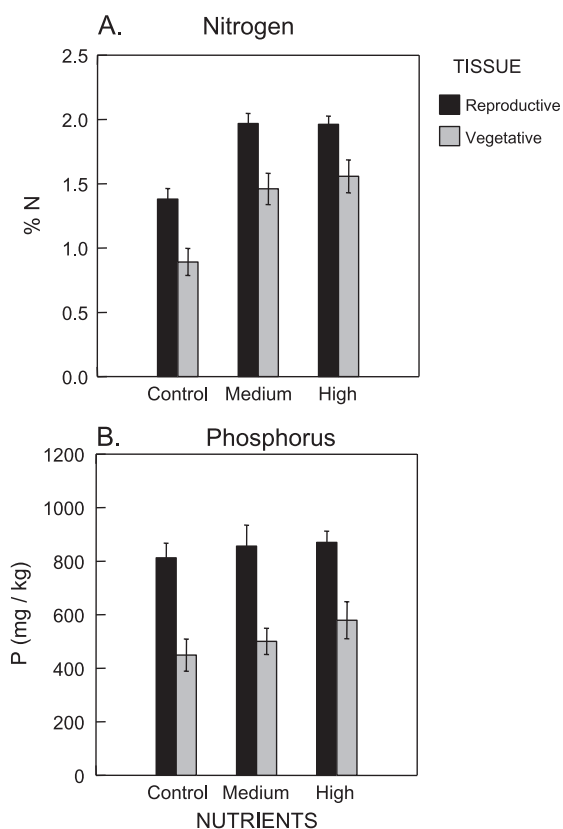 A. Nitrogen
TISSUE
Reproductive
Vegetative
2.5
2.0
1.5
1.0
0.5
0.0
% N
Control Medium High
B. Phosphorus
1200
1000
800
600
400
200
0
P (mg / kg)
Control Medium High
NUTRIENTS